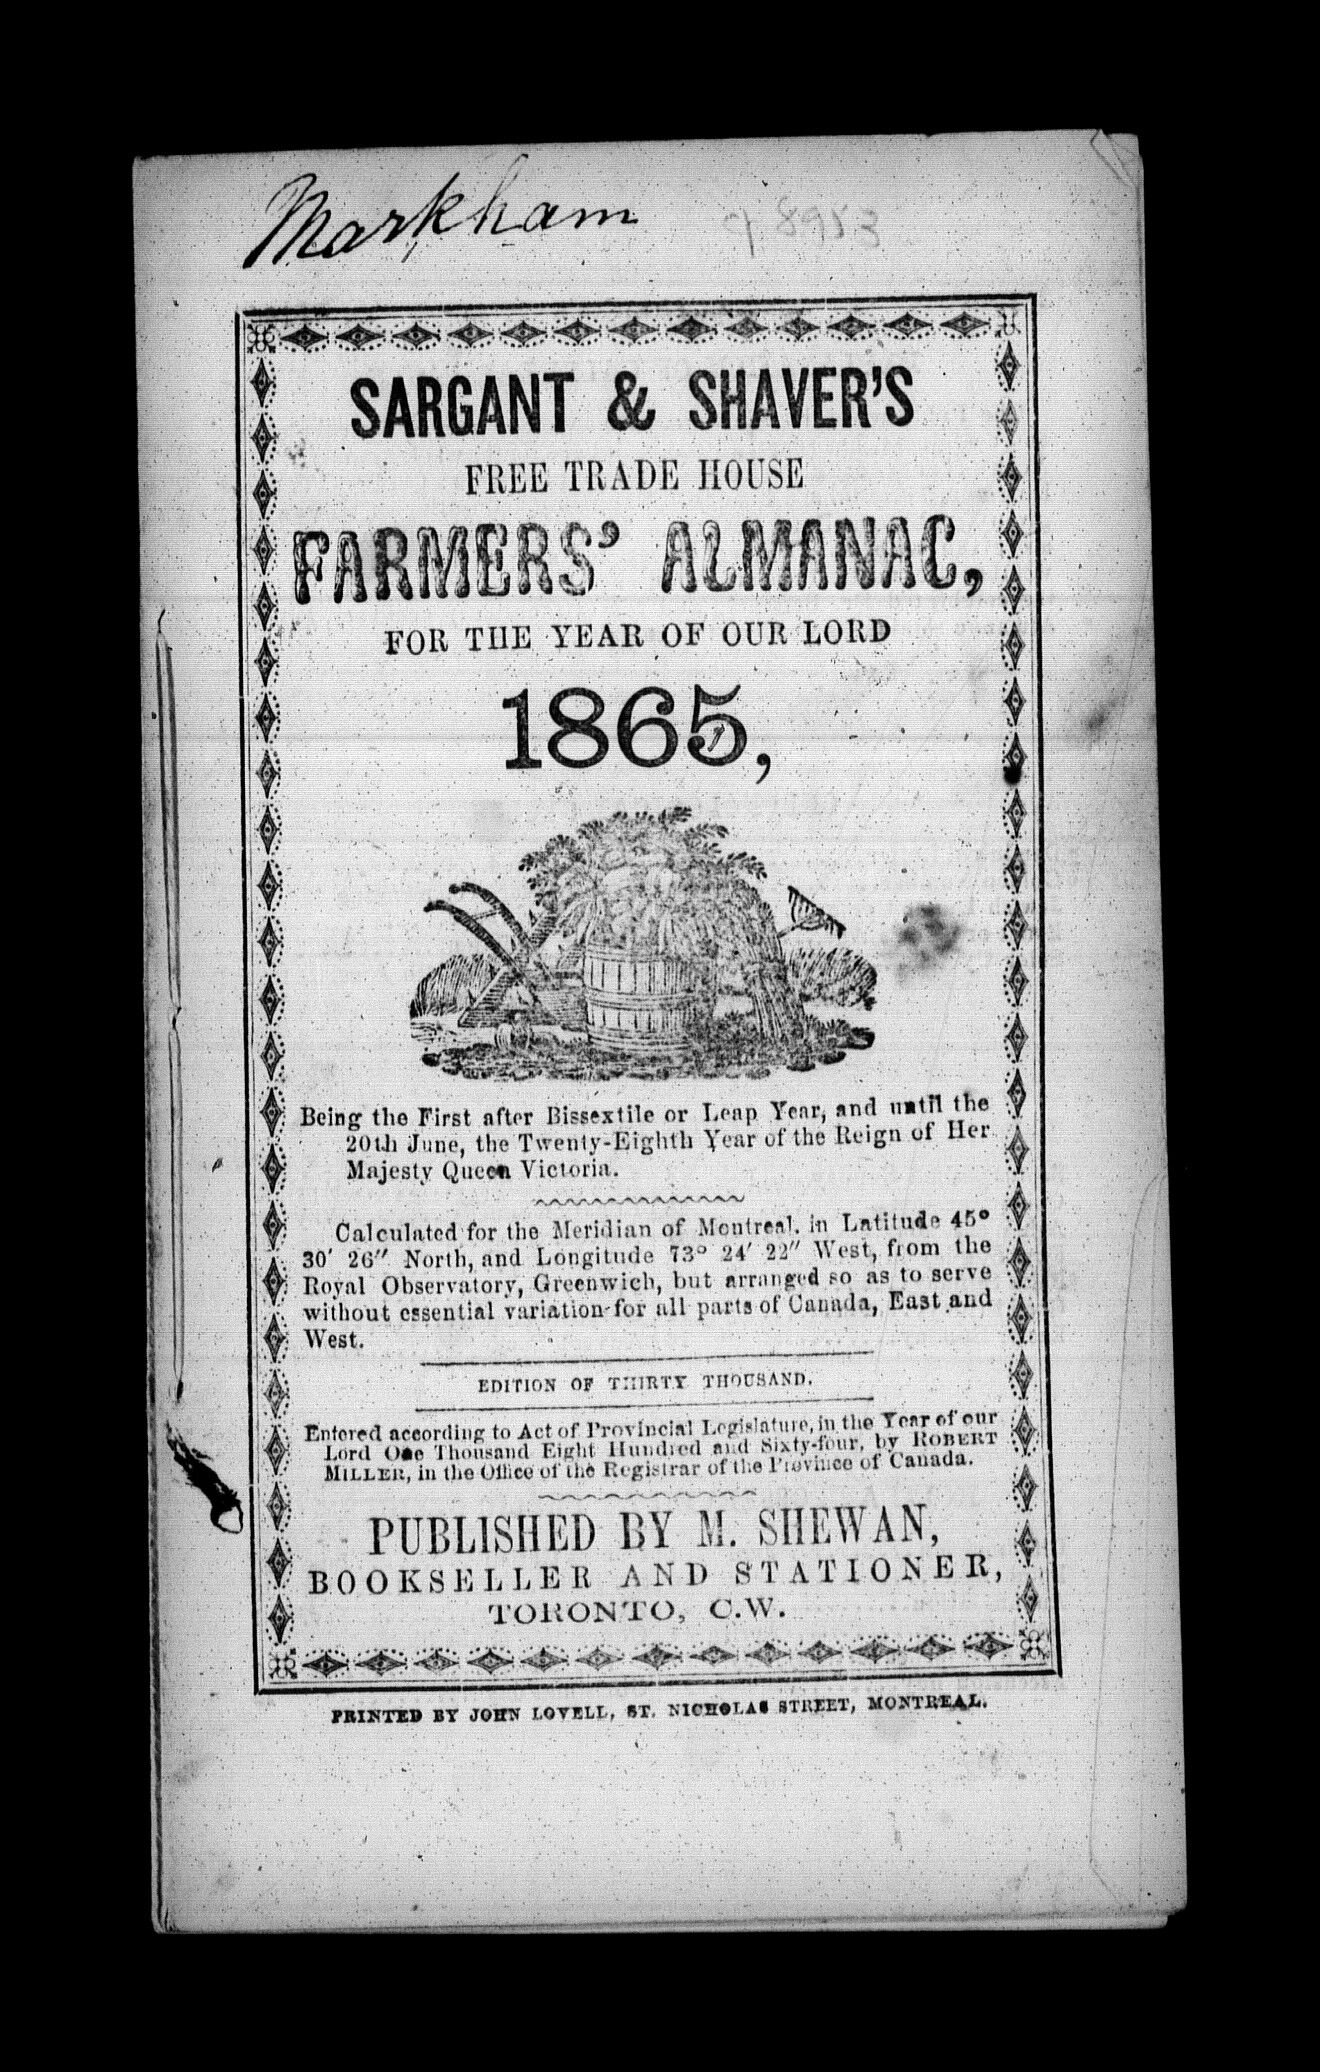 Markham
SARGANT & SHAVER'S
FREE TRADE HOUSE
FARMERS' ALMANAC,
FOR THE YEAR OF OUR LORD
1865,
Being the First after Bissextile or Leap Year, and until the
20th June, the Twenty-Eighth Year of the Reign of Her
Majesty Queen Victoria.
Calculated for the Meridian of Montreal, in Latitude 45°
30' 26" North, and Longitude 73° 24' 22" West, from the
Royal Observatory, Greenwich, but arranged so as to serve
without essential variation for all parts of Canada, East and
West.
EDITION OF THIRTY THOUSAND.
Entered according to Act of Provincial Legislature, in the Year of our
Lord One Thousand Eight Hundred and Sixty-four, by ROBERT
MILLER, in the Office of the Registrar of the Province of Canada.
PUBLISHED BY M. SHEWAN,
BOOKSELLER AND STATIONER,
TORONTO, C.W.
PRINTED BY JOHN LOVELL, ST. NICHOLAS STREET, MONTREAL.